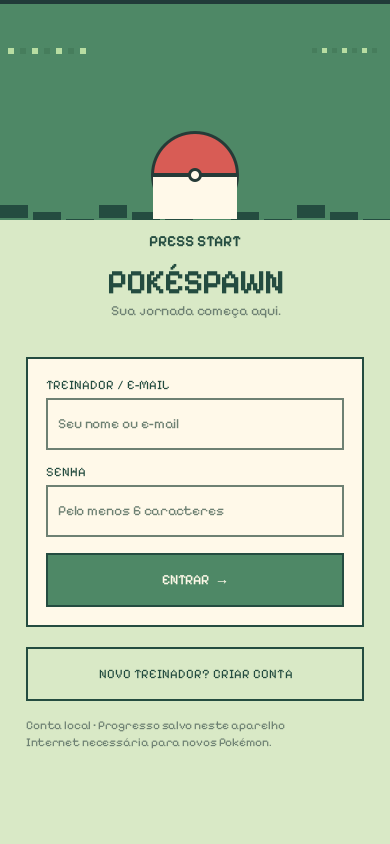 PRESS START
POKÉSPAWN
Sua jornada começa aqui.
TREINADOR / E-MAIL
Seu nome ou e-mail
SENHA
Pelo menos 6 caracteres
ENTRAR →
NOVO TREINADOR? CRIAR CONTA
Conta local · Progresso salvo neste aparelho
Internet necessária para novos Pokémon.